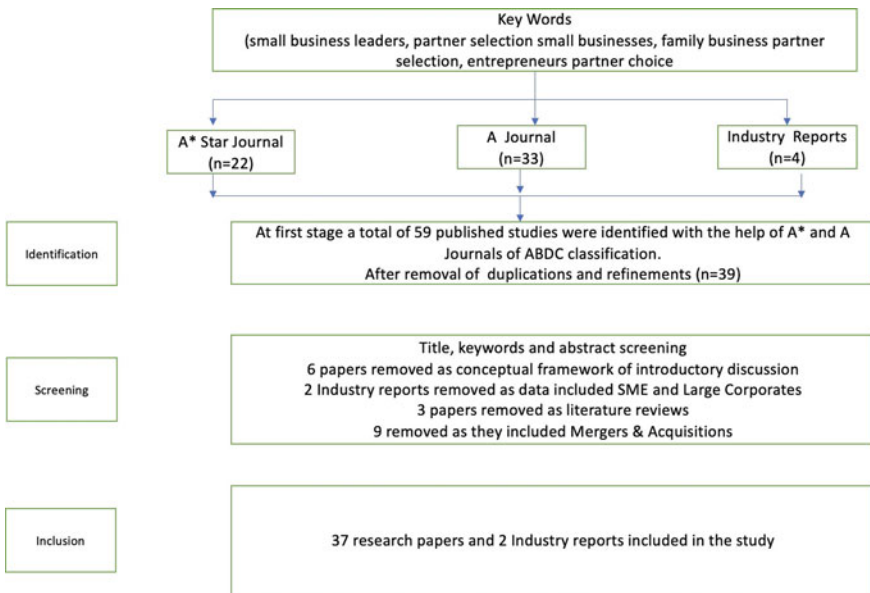 Key Words
(small business leaders, partner selection small businesses, family business partner
selection, entrepreneurs partner choice
A* Star Journal
(n=22)
A Journal
(n=33)
Industry Reports
(n=4)
Identification
At first stage a total of 59 published studies were identified with the help of A* and A
Journals of ABDC classification.
After removal of duplications and refinements (n=39)
Screening
Title, keywords and abstract screening
6 papers removed as conceptual framework of introductory discussion
2 Industry reports removed as data included SME and Large Corporates
3 papers removed as literature reviews
9 removed as they included Mergers & Acquisitions
Inclusion
37 research papers and 2 Industry reports included in the study